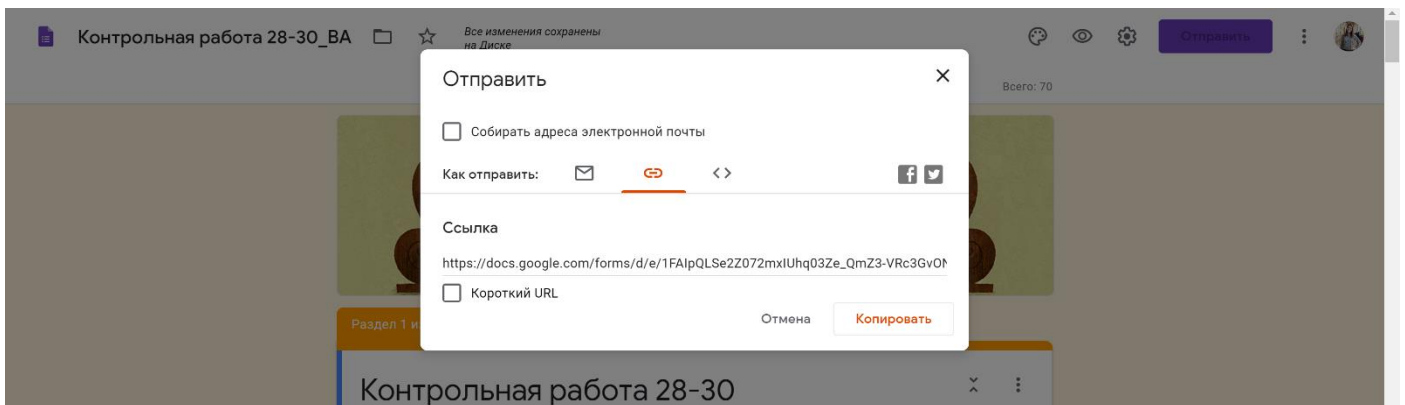 Контрольная работа 28-30_ВА
Все изменения сохранены
на Диске
Отправить
Всего: 70
Отправить
Собирать адреса электронной почты
Как отправить:
Ссылка
https://docs.google.com/forms/d/e/1FAIpQLSe2Z072mxIUhq03Ze_QmZ3-VRc3GvON
Короткий URL
Отмена
Копировать
Раздел 1 и
Контрольная работа 28-30